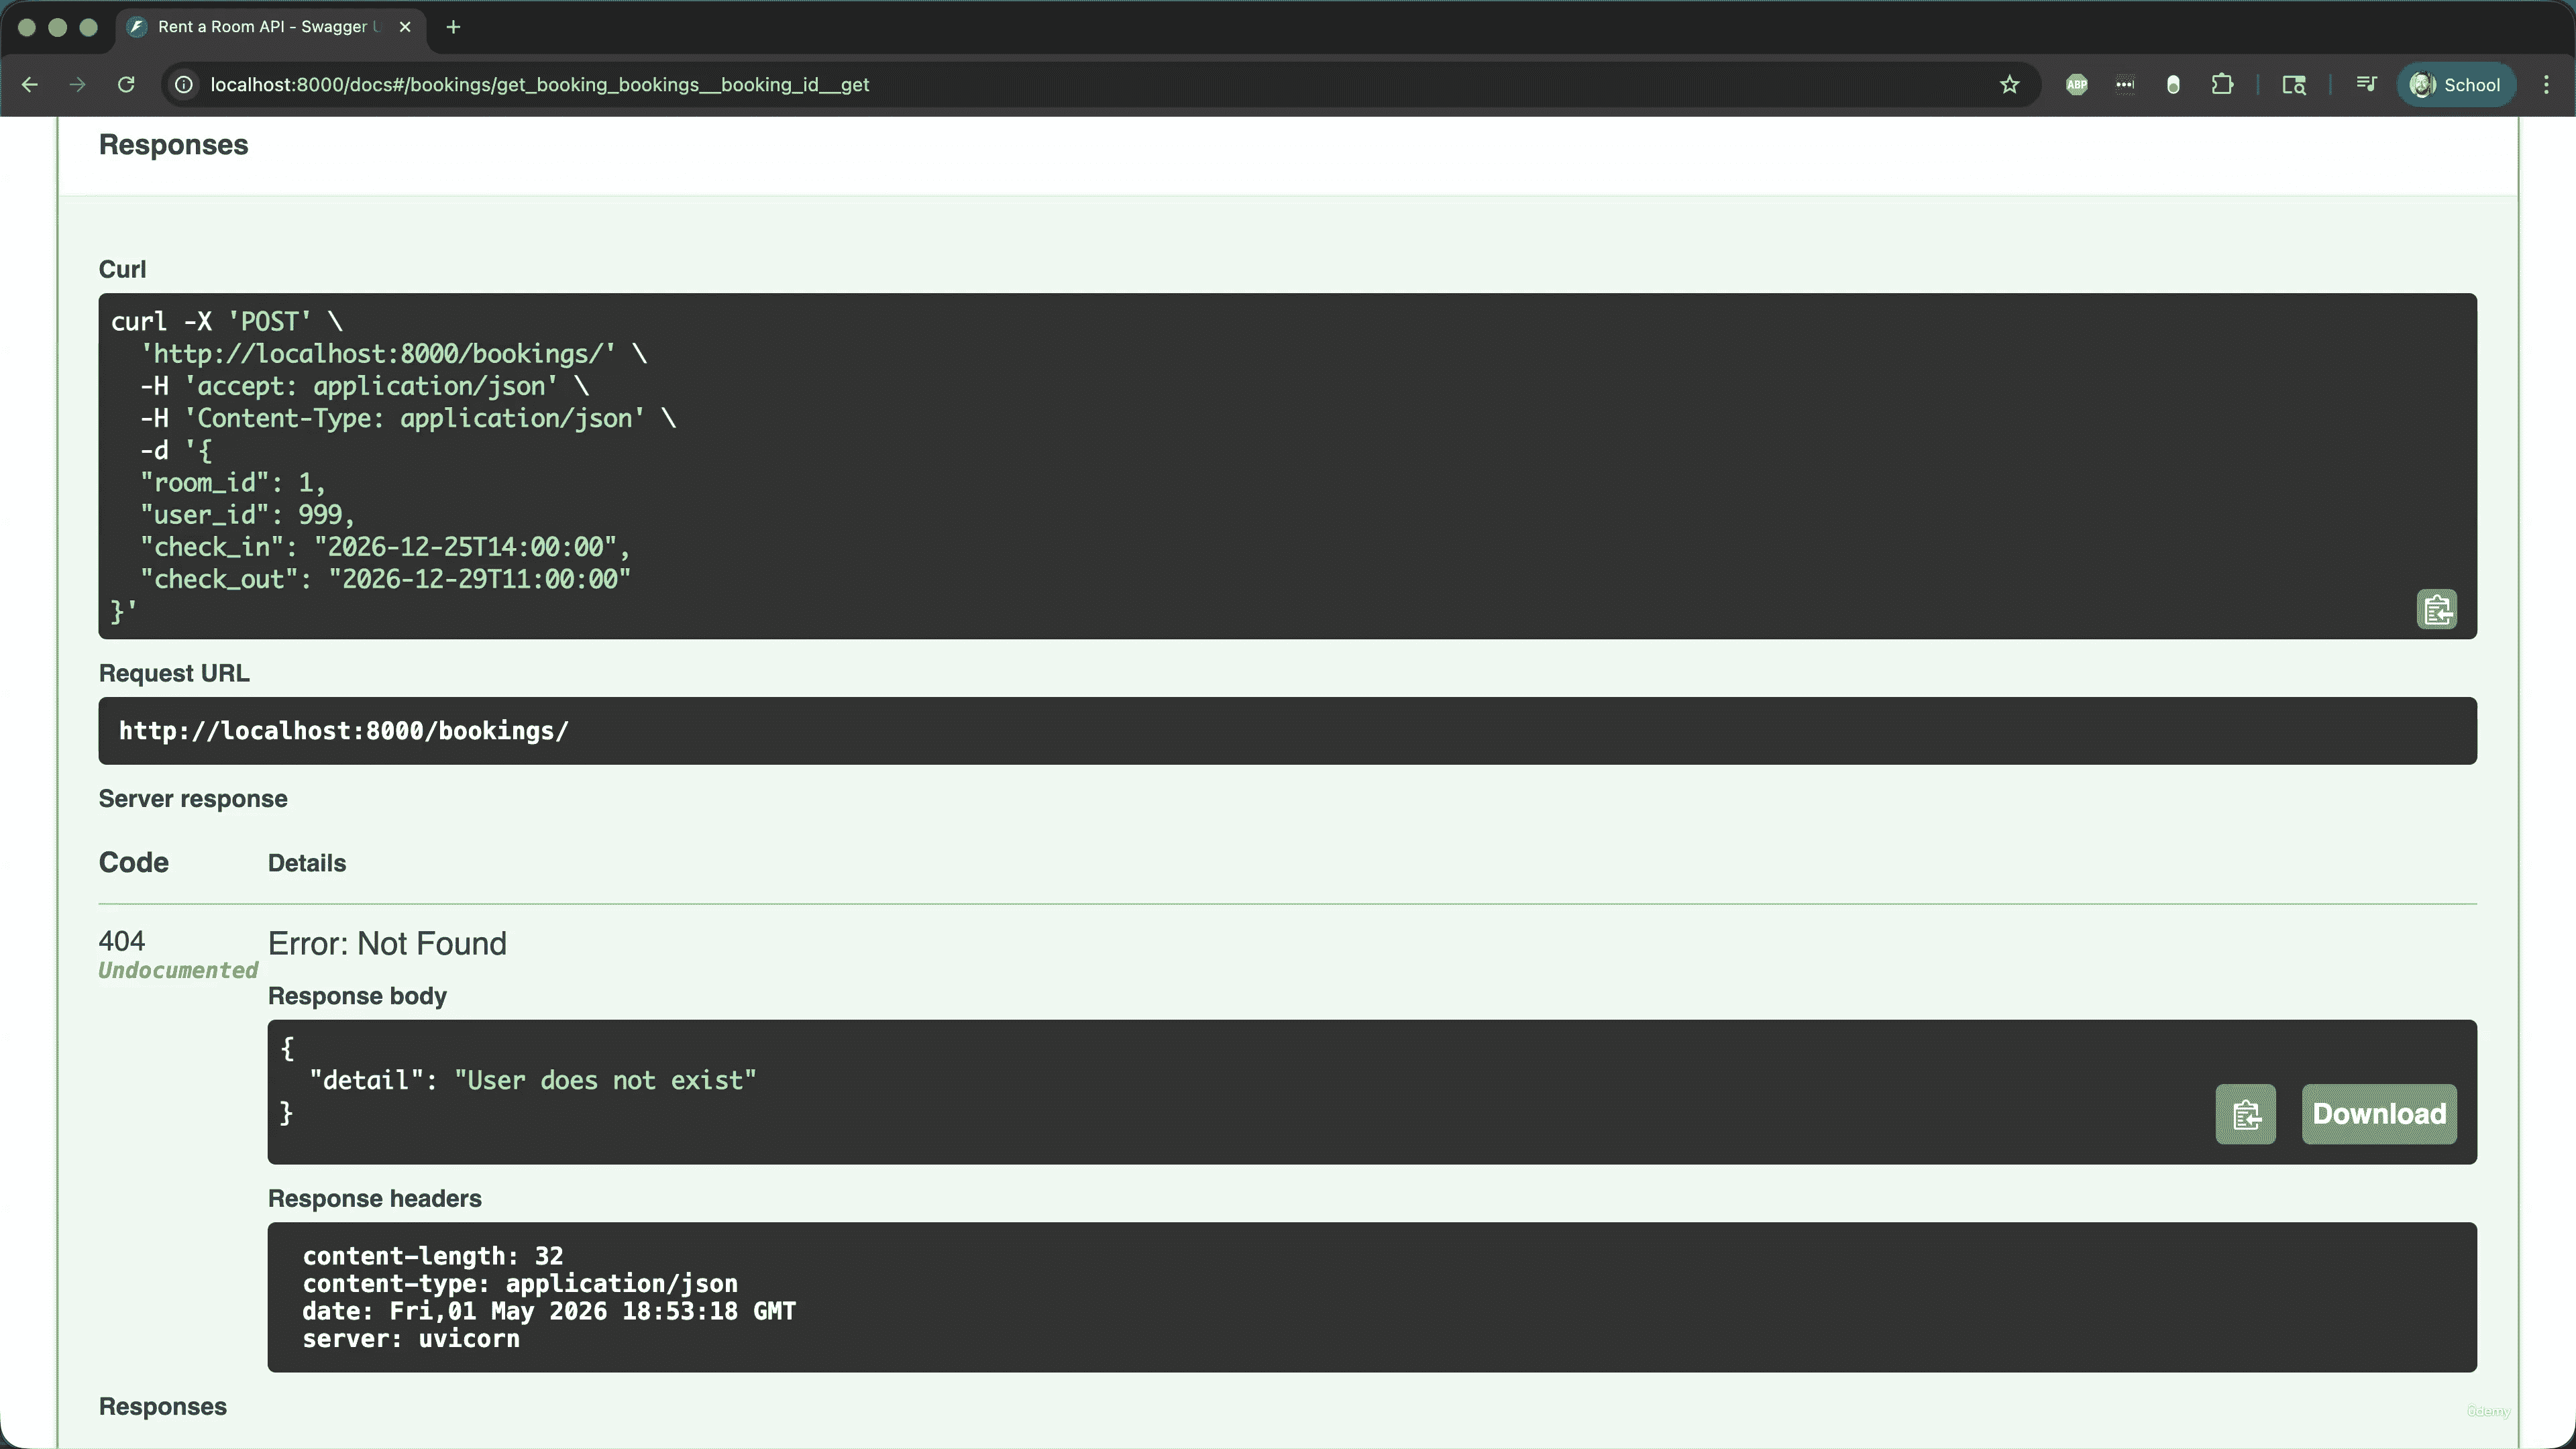 Rent a Room API - Swagger U
localhost:8000/docs#/bookings/get_booking_bookings__booking_id__get
ABP
School
Responses
Curl
curl -X 'POST' \
'http://localhost:8000/bookings/' \
-H 'accept: application/json' \
-H 'Content-Type: application/json' \
-d '{
"room_id": 1,
"user_id": 999,
"check_in": "2026-12-25T14:00:00",
"check_out": "2026-12-29T11:00:00"
}'
Request URL
http://localhost:8000/bookings/
Server response
Code Details
404 Error: Not Found
Undocumented
Response body
{
"detail": "User does not exist"
}
Download
Response headers
content-length: 32
content-type: application/json
date: Fri,01 May 2026 18:53:18 GMT
server: uvicorn
Responses
ûdemy